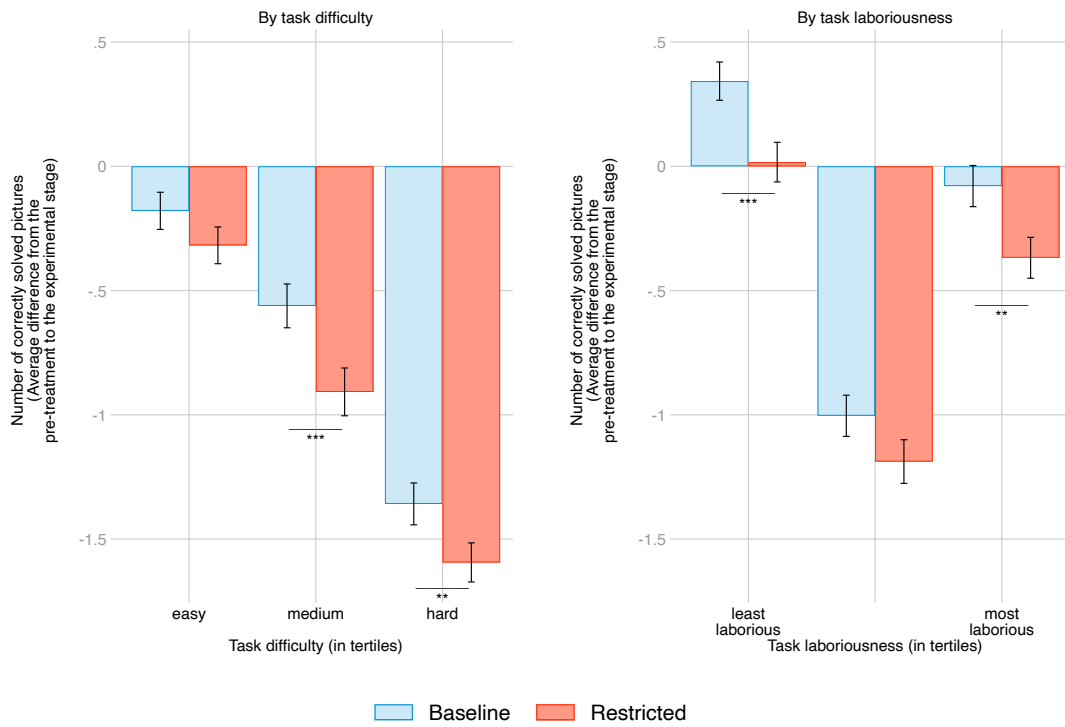 By task difficulty
.5
0
-.5
-1
-1.5
Number of correctly solved pictures
(Average difference from the
pre-treatment to the experimental stage)
***
**
easy
medium
hard
Task difficulty (in tertiles)
By task laboriousness
.5
0
-.5
-1
-1.5
Number of correctly solved pictures
(Average difference from the
pre-treatment to the experimental stage)
***
**
least
laborious
most
laborious
Task laboriousness (in tertiles)
Baseline
Restricted